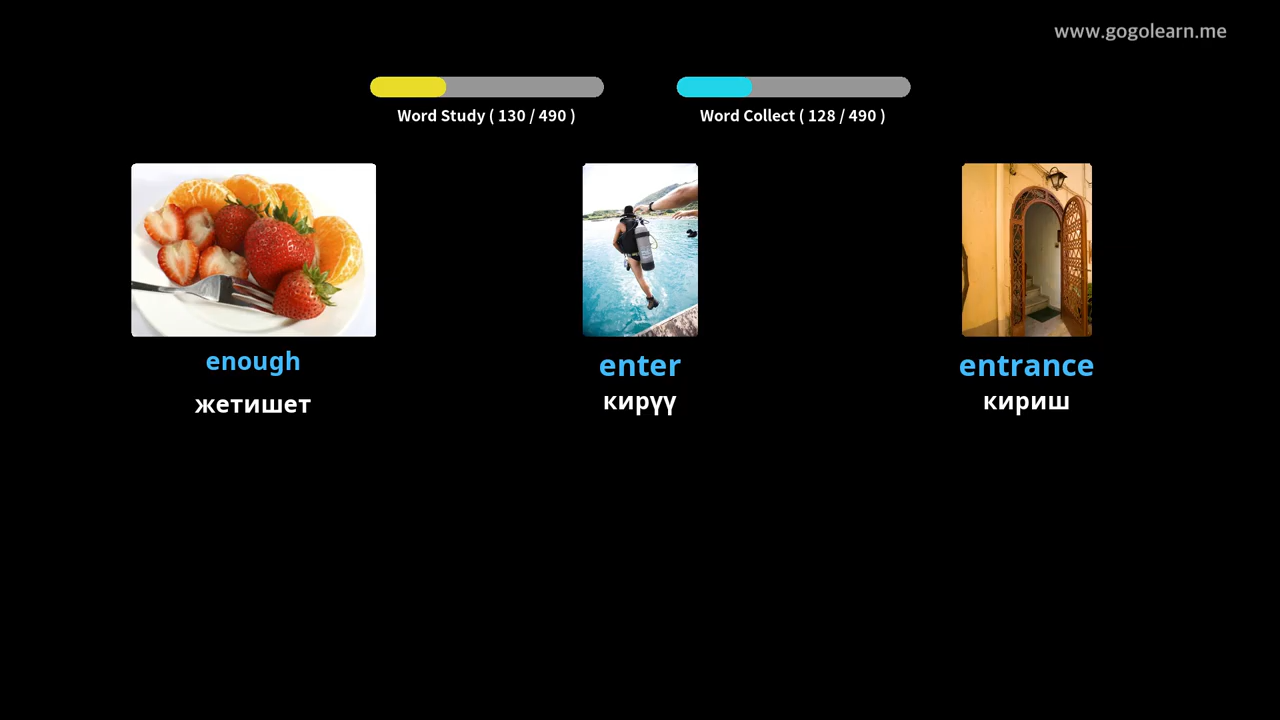 www.gogolearn.me
Word Study ( 130 / 490 )
Word Collect ( 128 / 490 )
enough
жетишет
enter
кирүү
entrance
кириш